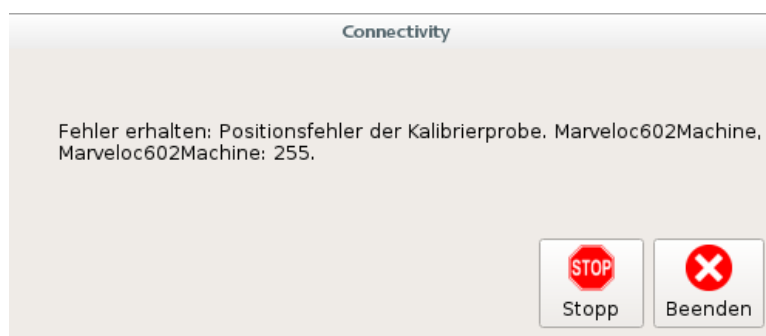 Connectivity
Fehler erhalten: Positionsfehler der Kalibrierprobe. Marveloc602Machine,
Marveloc602Machine: 255.
STOP
Stopp
Beenden